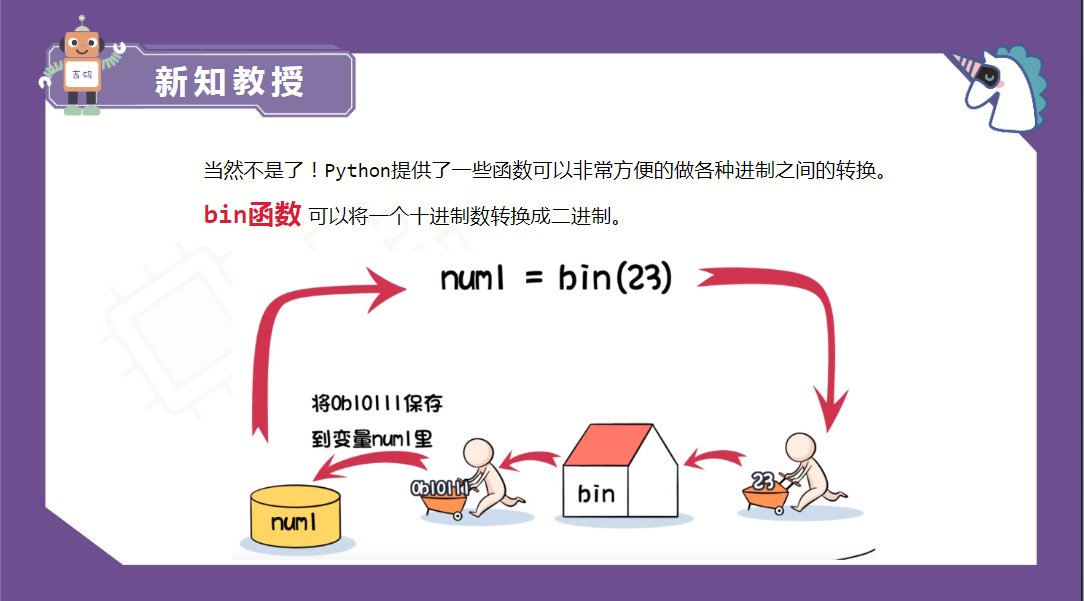 吉明
新知教授
当然不是了！Python提供了一些函数可以非常方便的做各种进制之间的转换。
bin函数 可以将一个十进制数转换成二进制。
num1 = bin(23)
将0b10111保存
到变量num1里
0b10111
23
bin
num1